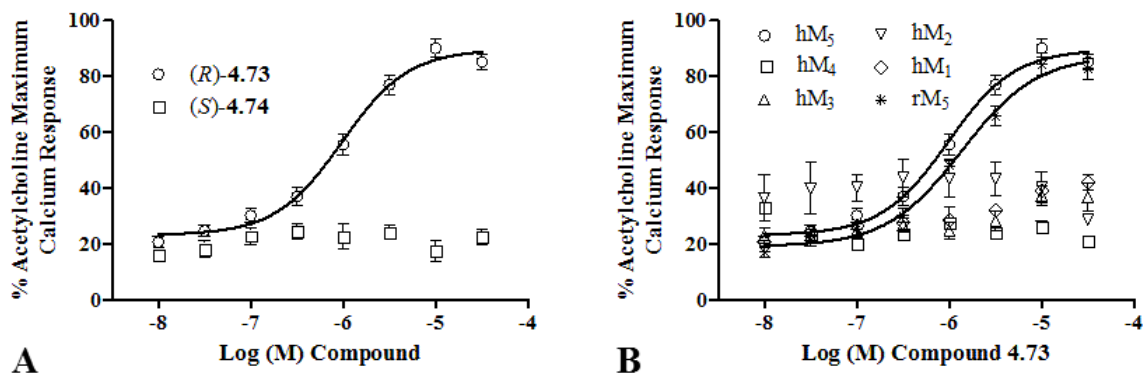 % Acetylcholine Maximum
Calcium Response
100
80
60
40
20
0
(R)-4.73
(S)-4.74
-8
-7
-6
-5
-4
Log (M) Compound
A
% Acetylcholine Maximum
Calcium Response
100
80
60
40
20
0
hM₅
hM₂
hM₄
hM₁
hM₃
rM₅
-8
-7
-6
-5
-4
Log (M) Compound 4.73
B